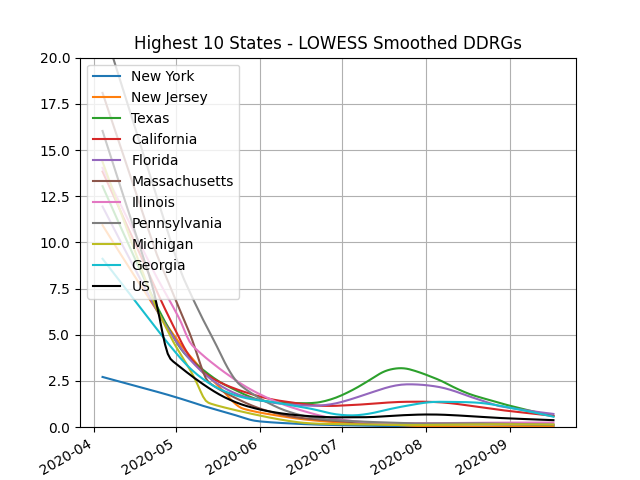 Highest 10 States - LOWESS Smoothed DDRGs
20.0
17.5
15.0
12.5
10.0
7.5
5.0
2.5
0.0
New York
New Jersey
Texas
California
Florida
Massachusetts
Illinois
Pennsylvania
Michigan
Georgia
US
2020-04
2020-05
2020-06
2020-07
2020-08
2020-09